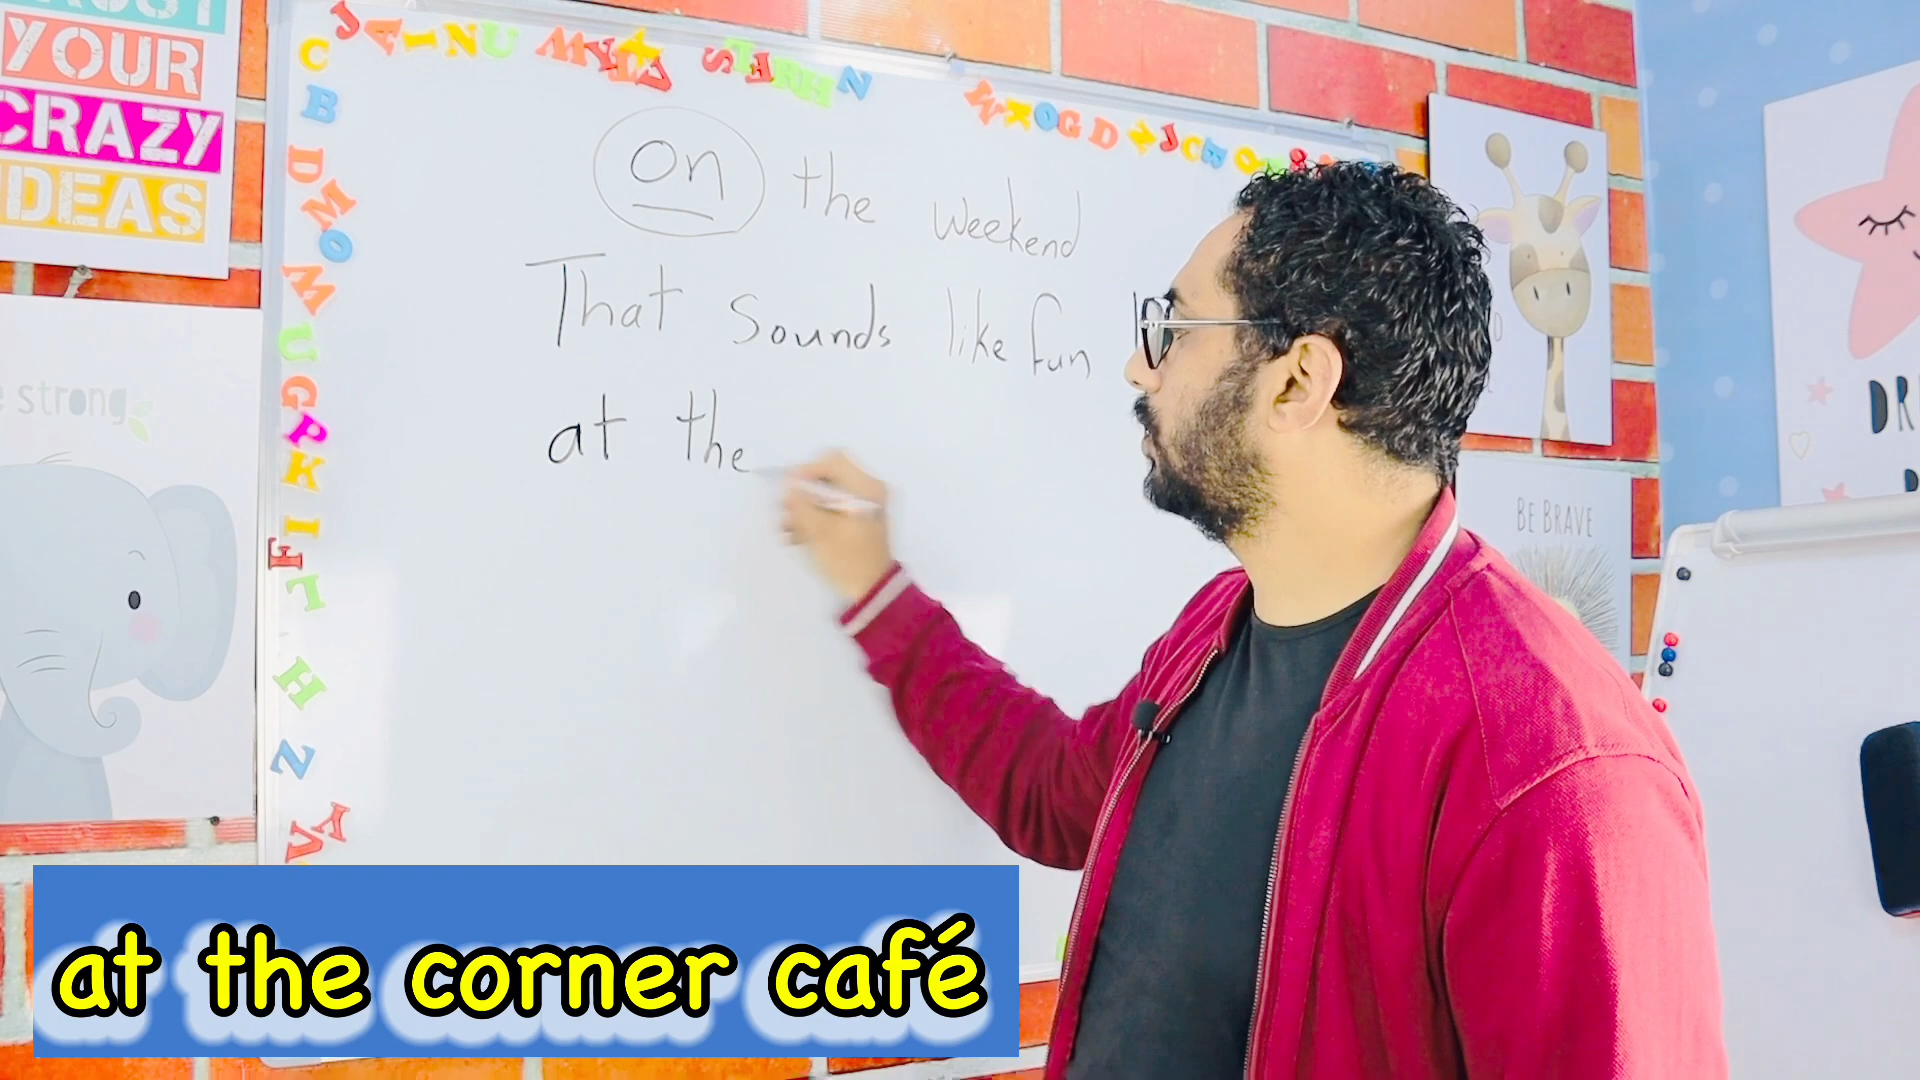 YOUR
CRAZY
IDEAS
on the weekend
That sounds like fun
at the
strong
BE BRAVE
at the corner café